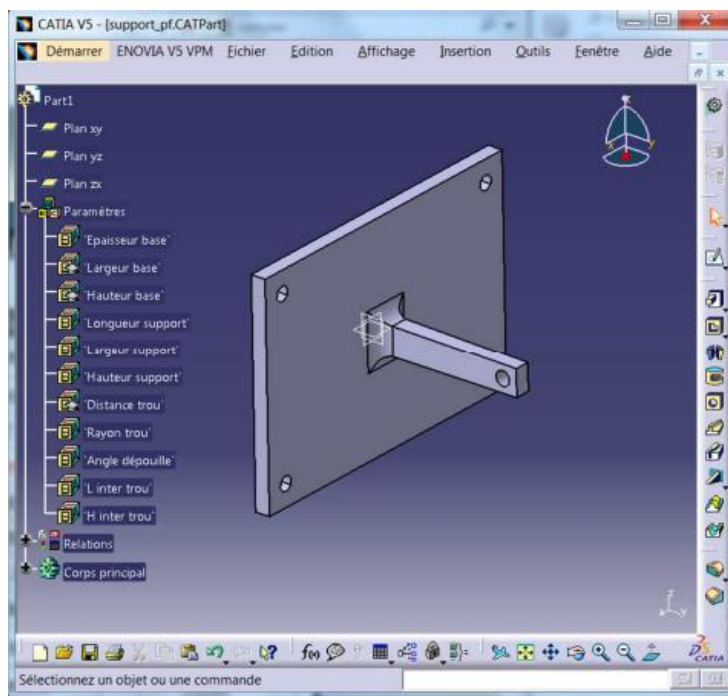 CATIA V5 - [support_pf.CATPart]
Démarrer ENOVIA V5 VPM Fichier Edition Affichage Insertion Outils Fenêtre Aide
Part1
Plan xy
Plan yz
Plan zx
Paramètres
`Epaisseur base`
`Largeur base`
`Hauteur base`
`Longueur support`
`Largeur support`
`Hauteur support`
`Distance trou`
`Rayon trou`
`Angle dépouille`
`L inter trou`
`H inter trou`
Relations
Corps principal
z
x y
f(x)
CATIA
Sélectionnez un objet ou une commande